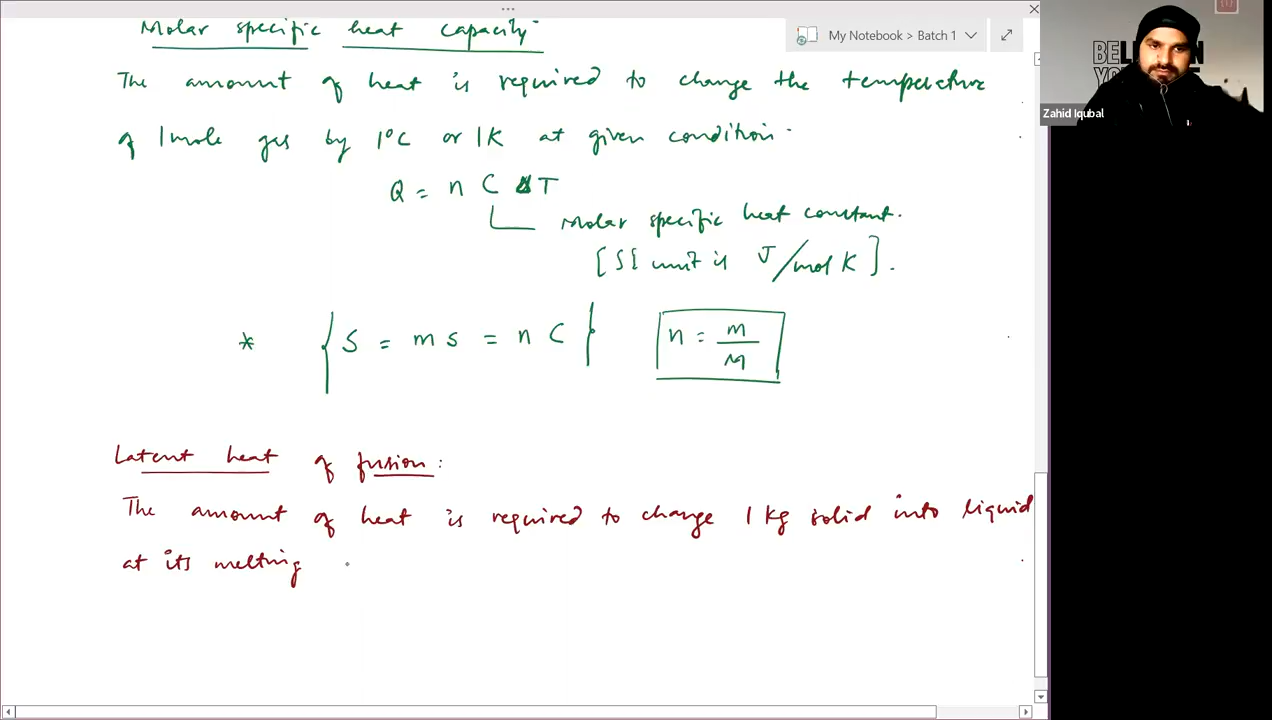 Molar specific heat capacity
My Notebook > Batch 1
The amount of heat is required to change the temperature
of 1mole gas by 1°C or 1K at given condition.
Q = n C ΔT
Molar specific heat constant.
[SI unit is J/mol K].
* { S = ms = n C } n = m/M
Latent heat of fusion:
The amount of heat is required to change 1 kg solid into liquid
at its melting
Zahid Iqubal
BEL
YO